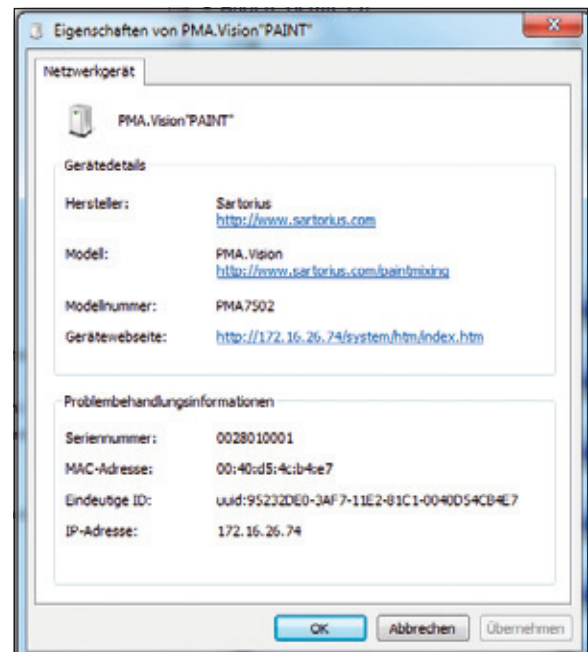 Eigenschaften von PMA.Vision"PAINT"
Netzwerkgerät
PMA.Vision"PAINT"
Gerätedetails
Hersteller: Sartorius
http://www.sartorius.com
Modell: PMA.Vision
http://www.sartorius.com/paintmixing
Modellnummer: PMA7502
Gerätewebseite: http://172.16.26.74/system/htm/index.htm
Problembehandlungsinformationen
Seriennummer: 0028010001
MAC-Adresse: 00:40:d5:4c:b4:e7
Eindeutige ID: uuid:95232DE0-3AF7-11E2-81C1-0040D54CB4E7
IP-Adresse: 172.16.26.74
OK Abbrechen Übernehmen